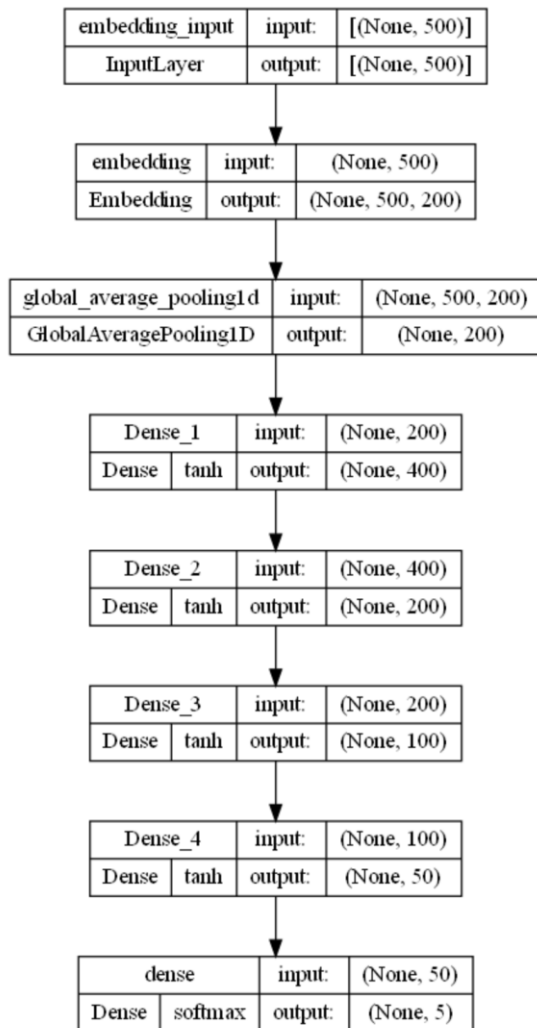 embedding_input input: [(None, 500)]
InputLayer output: [(None, 500)]
embedding input: (None, 500)
Embedding output: (None, 500, 200)
global_average_pooling1d input: (None, 500, 200)
GlobalAveragePooling1D output: (None, 200)
Dense_1 input: (None, 200)
Dense tanh output: (None, 400)
Dense_2 input: (None, 400)
Dense tanh output: (None, 200)
Dense_3 input: (None, 200)
Dense tanh output: (None, 100)
Dense_4 input: (None, 100)
Dense tanh output: (None, 50)
dense input: (None, 50)
Dense softmax output: (None, 5)